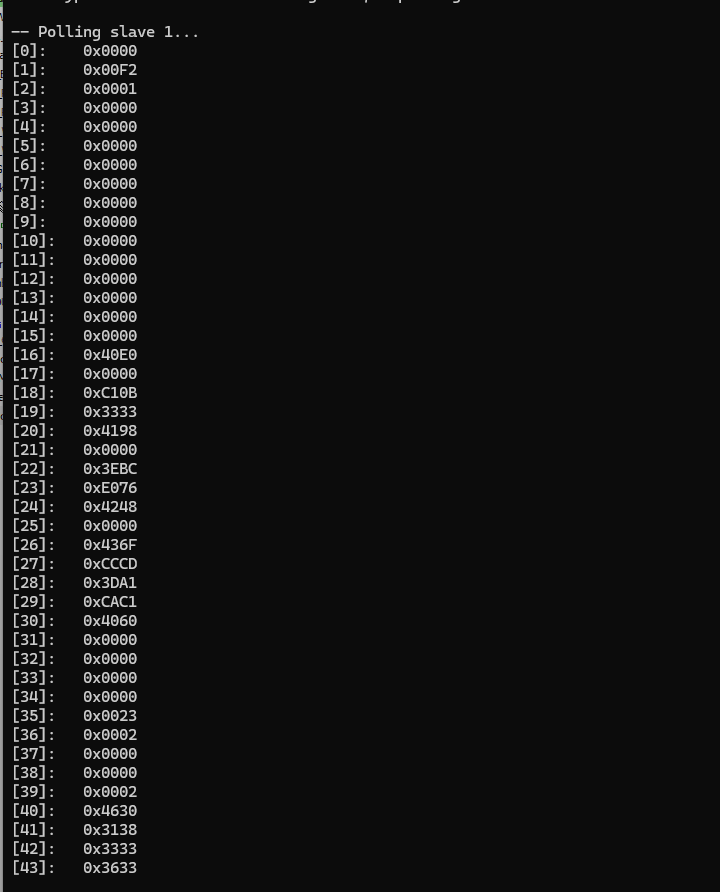 -- Polling slave 1...
[0]: 0x0000
[1]: 0x00F2
[2]: 0x0001
[3]: 0x0000
[4]: 0x0000
[5]: 0x0000
[6]: 0x0000
[7]: 0x0000
[8]: 0x0000
[9]: 0x0000
[10]: 0x0000
[11]: 0x0000
[12]: 0x0000
[13]: 0x0000
[14]: 0x0000
[15]: 0x0000
[16]: 0x40E0
[17]: 0x0000
[18]: 0xC10B
[19]: 0x3333
[20]: 0x4198
[21]: 0x0000
[22]: 0x3EBC
[23]: 0xE076
[24]: 0x4248
[25]: 0x0000
[26]: 0x436F
[27]: 0xCCCD
[28]: 0x3DA1
[29]: 0xCAC1
[30]: 0x4060
[31]: 0x0000
[32]: 0x0000
[33]: 0x0000
[34]: 0x0000
[35]: 0x0023
[36]: 0x0002
[37]: 0x0000
[38]: 0x0000
[39]: 0x0002
[40]: 0x4630
[41]: 0x3138
[42]: 0x3333
[43]: 0x3633